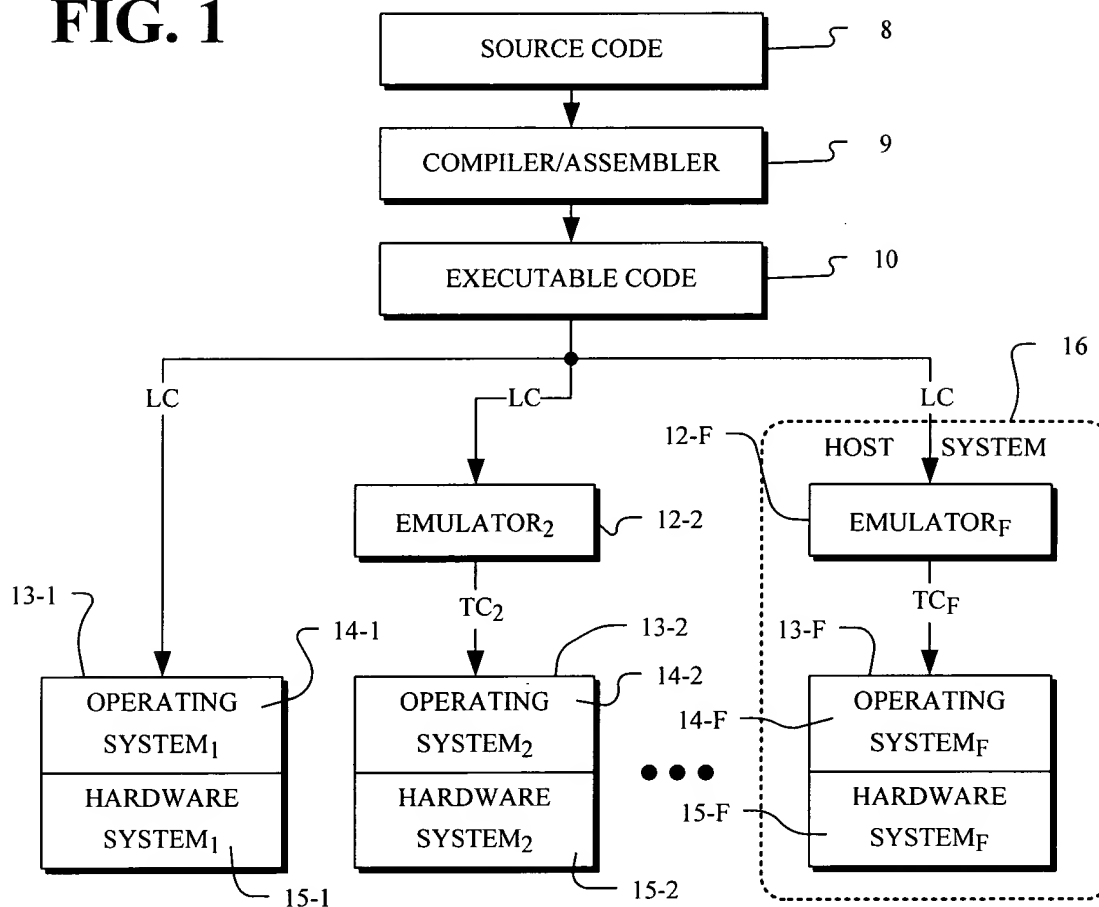 FIG. 1
SOURCE CODE
8
COMPILER/ASSEMBLER
9
EXECUTABLE CODE
10
LC
LC
LC
16
12-F
HOST SYSTEM
EMULATOR₂
12-2
EMULATORF
TC₂
TCF
13-1
14-1
13-2
14-2
13-F
14-F
OPERATING
SYSTEM₁
OPERATING
SYSTEM₂
OPERATING
SYSTEMF
HARDWARE
SYSTEM₁
HARDWARE
SYSTEM₂
HARDWARE
SYSTEMF
15-F
15-1
15-2